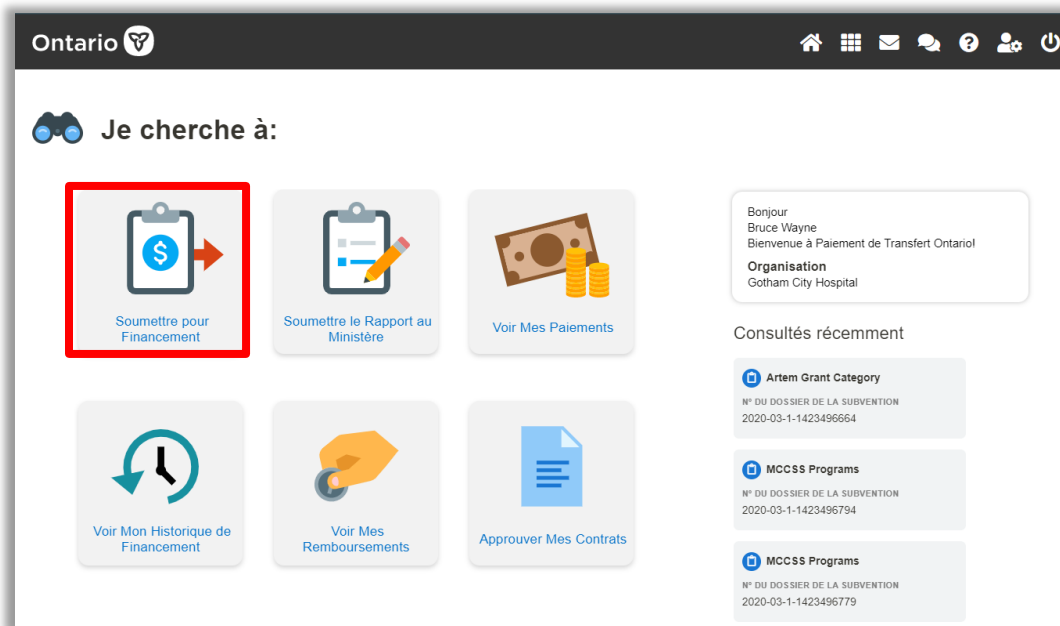 Ontario
Je cherche à:
Soumettre pour
Financement
Soumettre le Rapport au
Ministère
Voir Mes Paiements
Voir Mon Historique de
Financement
Voir Mes
Remboursements
Approuver Mes Contrats
Bonjour
Bruce Wayne
Bienvenue à Paiement de Transfert Ontario!
Organisation
Gotham City Hospital
Consultés récemment
Artem Grant Category
Nº DU DOSSIER DE LA SUBVENTION
2020-03-1-1423496664
MCCSS Programs
Nº DU DOSSIER DE LA SUBVENTION
2020-03-1-1423496794
MCCSS Programs
Nº DU DOSSIER DE LA SUBVENTION
2020-03-1-1423496779